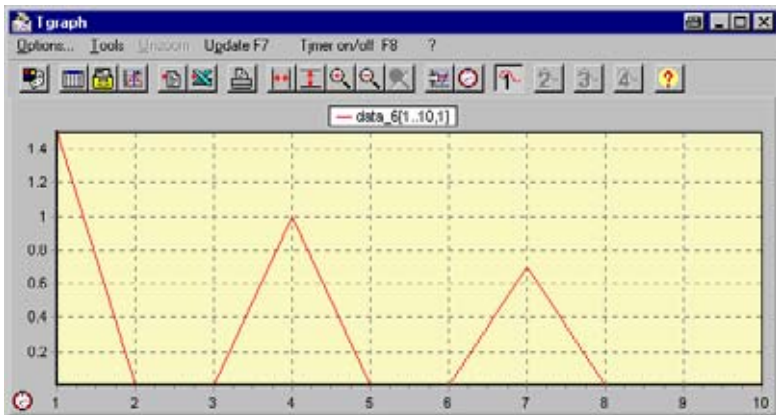 Tgraph
Options... Tools Unzoom Update F7 Timer on/off F8 ?
2~ 3~ 4~ ?
data_6[1..10,1]
1.4
1.2
1
0.8
0.6
0.4
0.2
1 2 3 4 5 6 7 8 9 10